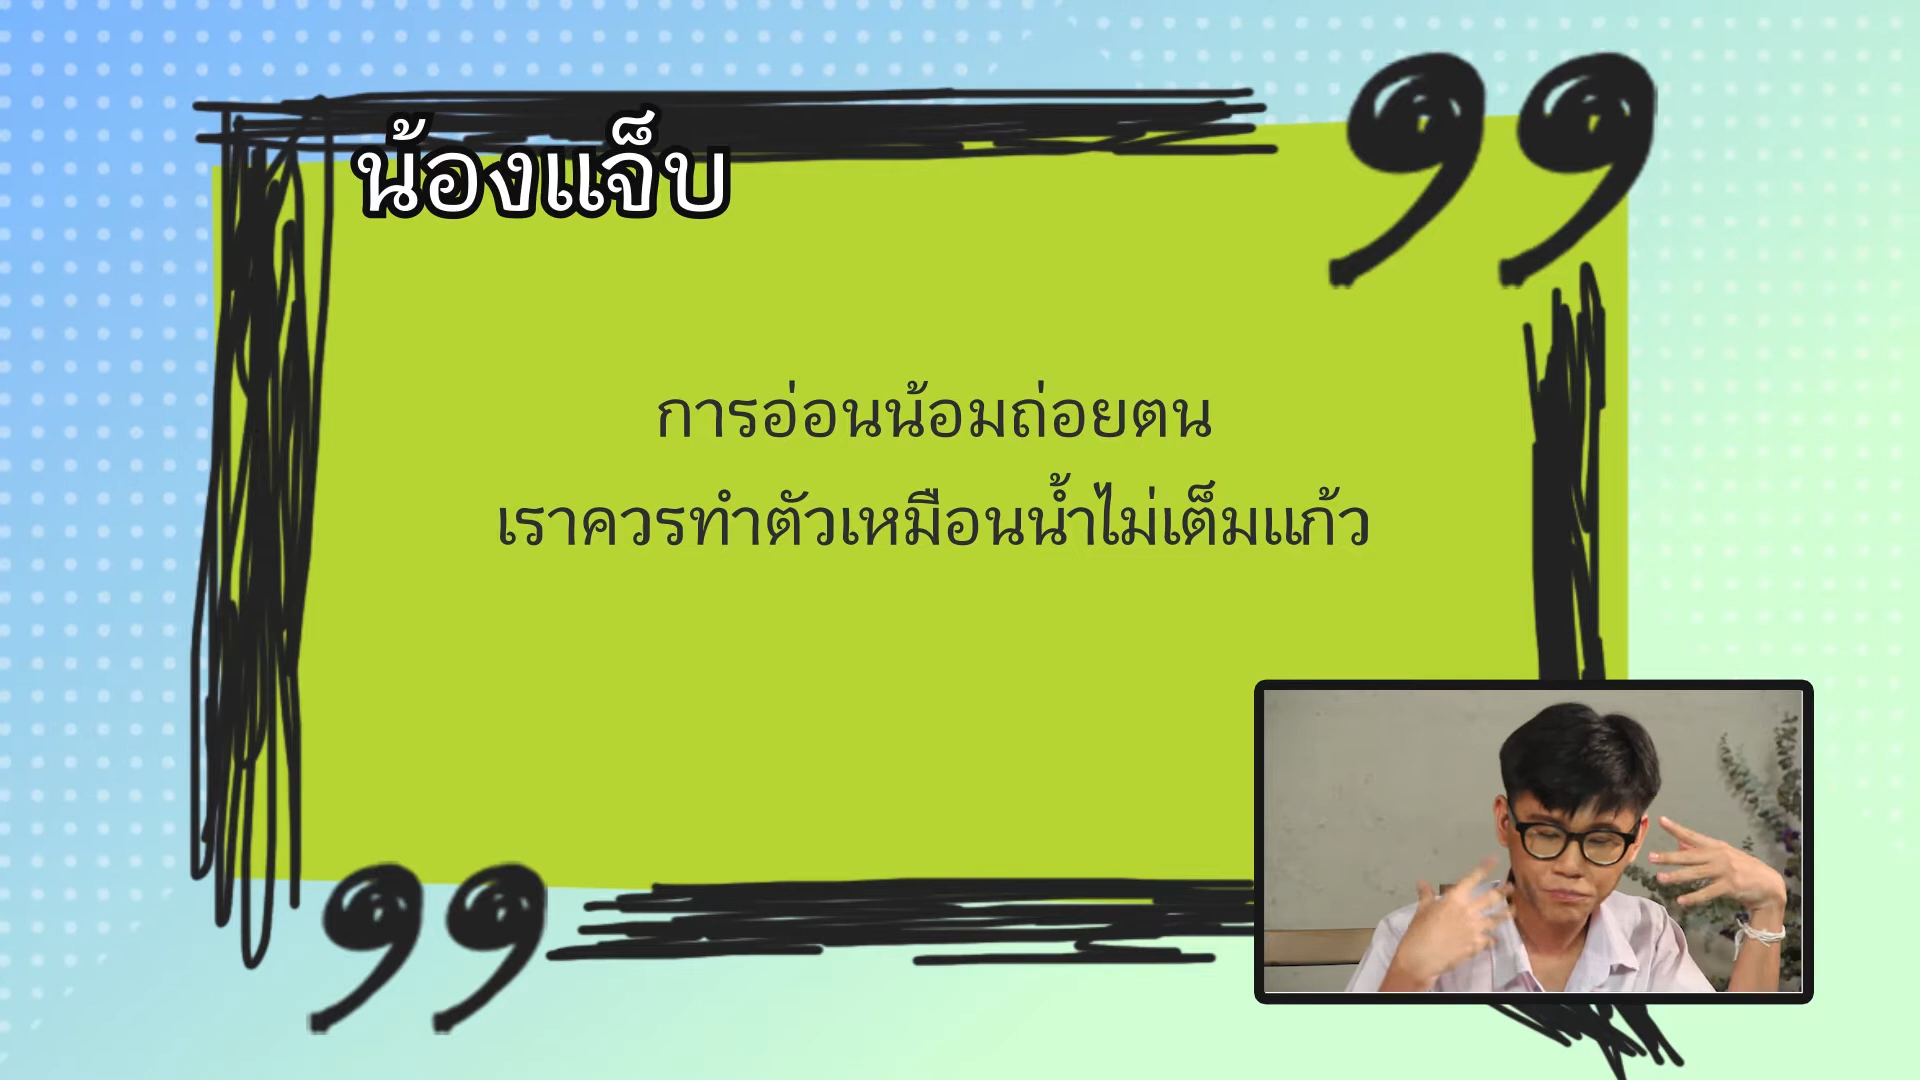 น้องแจ็บ
การอ่อนน้อมถ่อยตน
เราควรทำตัวเหมือนน้ำไม่เต็มแก้ว